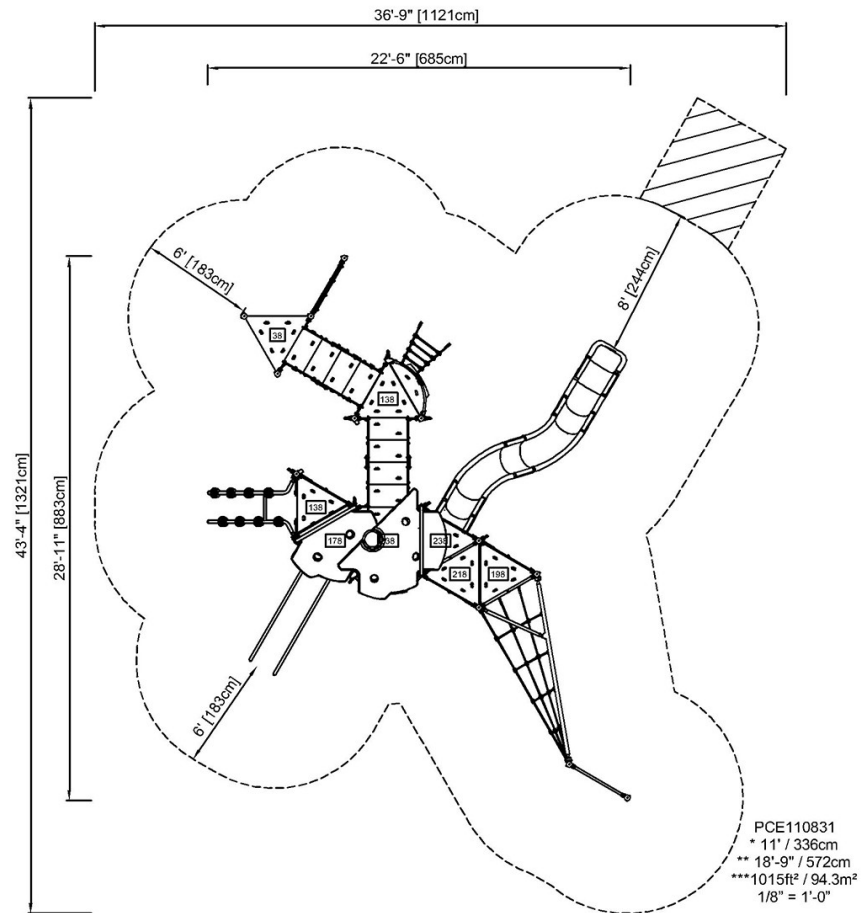 36'-9" [1121cm]
22'-6" [685cm]
43'-4" [1321cm]
28'-11" [883cm]
6' [183cm]
8' [244cm]
38
138
138
178
238
218
198
6' [183cm]
PCE110831
* 11' / 336cm
** 18'-9" / 572cm
***1015ft² / 94.3m²
1/8" = 1'-0"